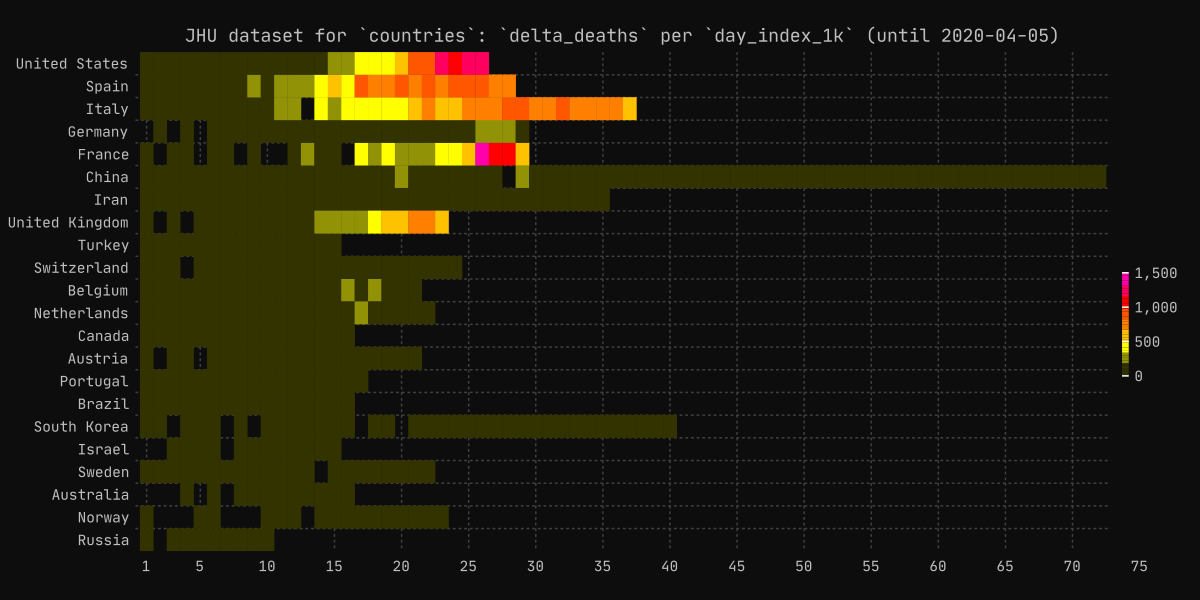 JHU dataset for `countries`: `delta_deaths` per `day_index_1k` (until 2020-04-05)
United States
Spain
Italy
Germany
France
China
Iran
United Kingdom
Turkey
Switzerland
Belgium
Netherlands
Canada
Austria
Portugal
Brazil
South Korea
Israel
Sweden
Australia
Norway
Russia
1 5 10 15 20 25 30 35 40 45 50 55 60 65 70 75
1,500
1,000
500
0